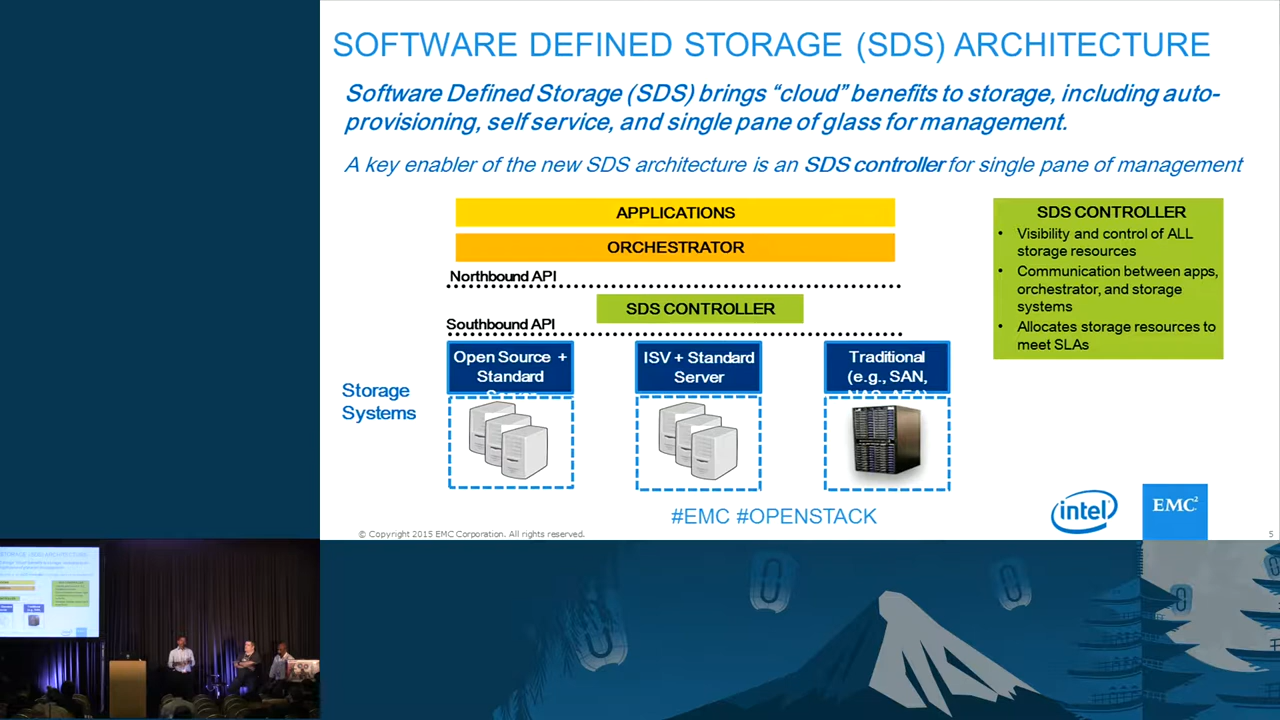 SOFTWARE DEFINED STORAGE (SDS) ARCHITECTURE
Software Defined Storage (SDS) brings “cloud” benefits to storage, including auto-
provisioning, self service, and single pane of glass for management.
A key enabler of the new SDS architecture is an SDS controller for single pane of management
APPLICATIONS
ORCHESTRATOR
Northbound API
SDS CONTROLLER
Southbound API
Open Source +
Standard
ISV + Standard
Server
Traditional
(e.g., SAN,
Storage
Systems
SDS CONTROLLER
• Visibility and control of ALL
storage resources
• Communication between apps,
orchestrator, and storage
systems
• Allocates storage resources to
meet SLAs
#EMC #OPENSTACK
intel
EMC²
© Copyright 2015 EMC Corporation. All rights reserved.
5